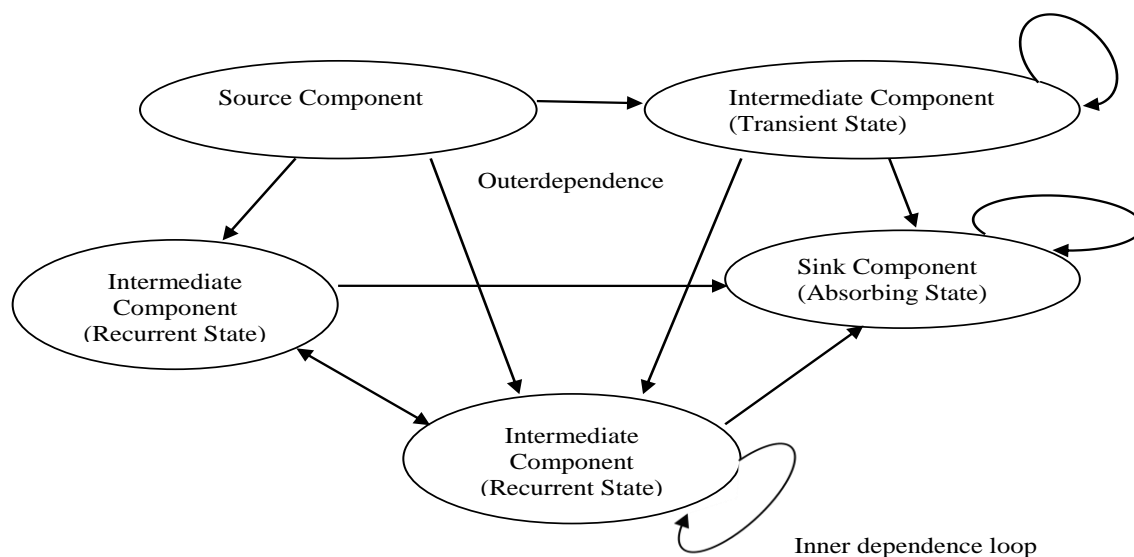 Source Component
Intermediate Component
(Transient State)
Outerdependence
Intermediate
Component
(Recurrent State)
Sink Component
(Absorbing State)
Intermediate
Component
(Recurrent State)
Inner dependence loop